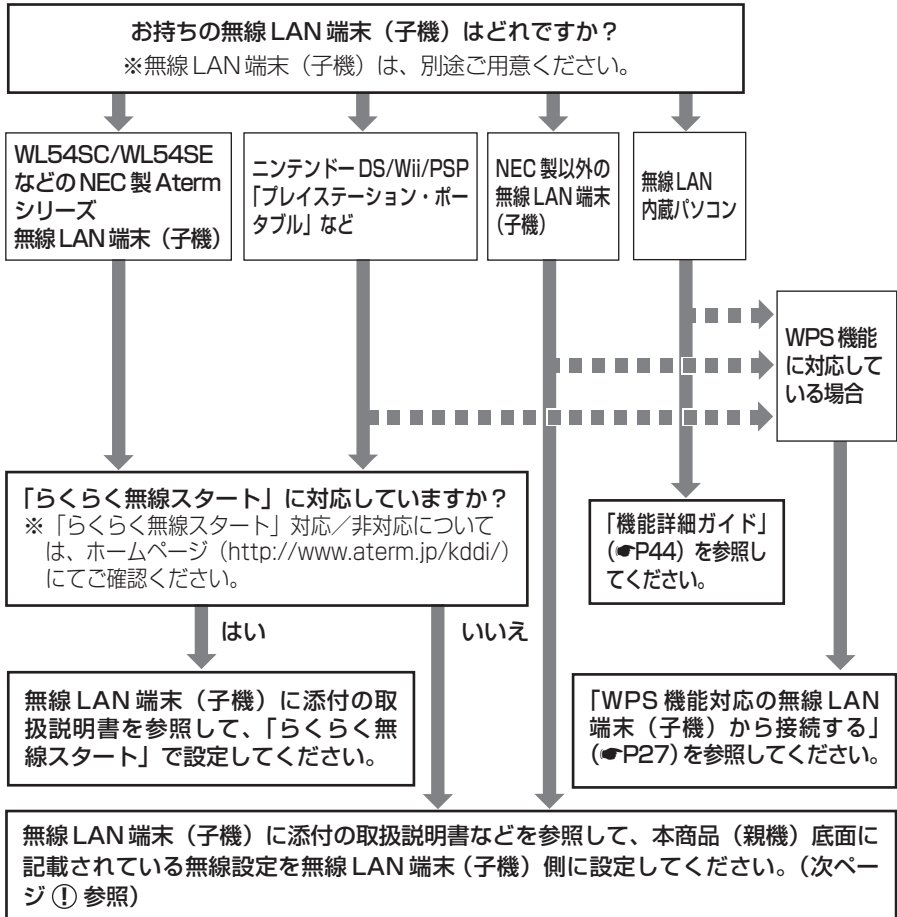 お持ちの無線LAN端末（子機）はどれですか？
※無線LAN端末（子機）は、別途ご用意ください。
WL54SC/WL54SE
などのNEC製Aterm
シリーズ
無線LAN端末（子機）
ニンテンドーDS/Wii/PSP
「プレイステーション・ポー
タブル」など
NEC製以外の
無線LAN端末
（子機）
無線LAN
内蔵パソコン
WPS機能
に対応して
いる場合
「らくらく無線スタート」に対応していますか？
※「らくらく無線スタート」対応／非対応について
は、ホームページ（http://www.aterm.jp/kddi/）
にてご確認ください。
「機能詳細ガイド」
（☛P44）を参照し
てください。
はい
いいえ
無線LAN端末（子機）に添付の取
扱説明書を参照して、「らくらく無
線スタート」で設定してください。
「WPS機能対応の無線LAN
端末（子機）から接続する」
（☛P27）を参照してください。
無線LAN端末（子機）に添付の取扱説明書などを参照して、本商品（親機）底面に
記載されている無線設定を無線LAN端末（子機）側に設定してください。（次ペー
ジ ! 参照）